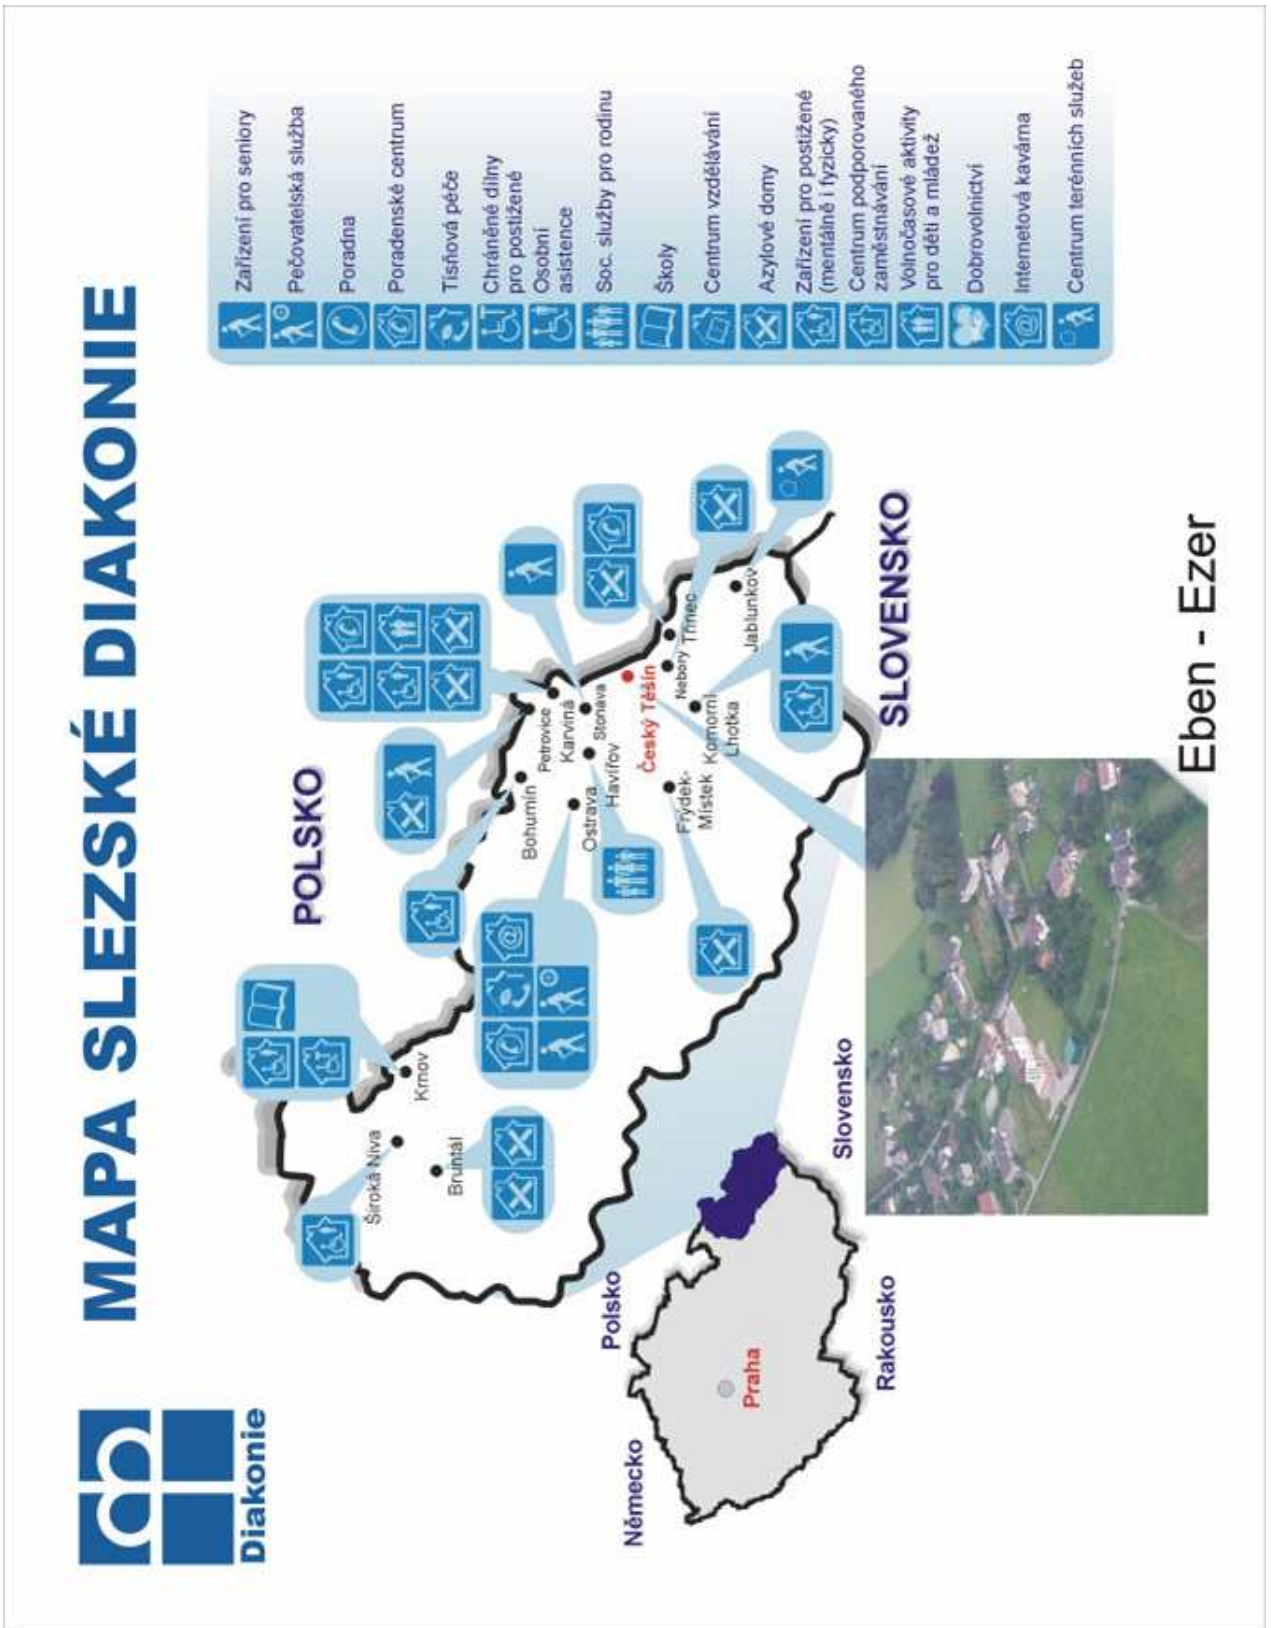 MAPA SLEZSKÉ DIAKONIE
Diakonie
POLSKO
Široká Niva
Krnov
Bruntál
Bohumín
Petrovice
Karviná
Ostrava
Stonava
Havířov
Český Těšín
Nebory
Třinec
Frýdek-
Místek
Komorní
Lhotka
Jablunkov
SLOVENSKO
Německo
Polsko
Praha
Slovensko
Rakousko
Eben - Ezer
Zařízení pro seniory
Pečovatelská služba
Poradna
Poradenské centrum
Tísňová péče
Chráněné dílny
pro postižené
Osobní
asistence
Soc. služby pro rodinu
Školy
Centrum vzdělávání
Azylové domy
Zařízení pro postižené
(mentálně i fyzicky)
Centrum podporovaného
zaměstnávání
Volnočasové aktivity
pro děti a mládež
Dobrovolnictví
Internetová kavárna
Centrum terénních služeb